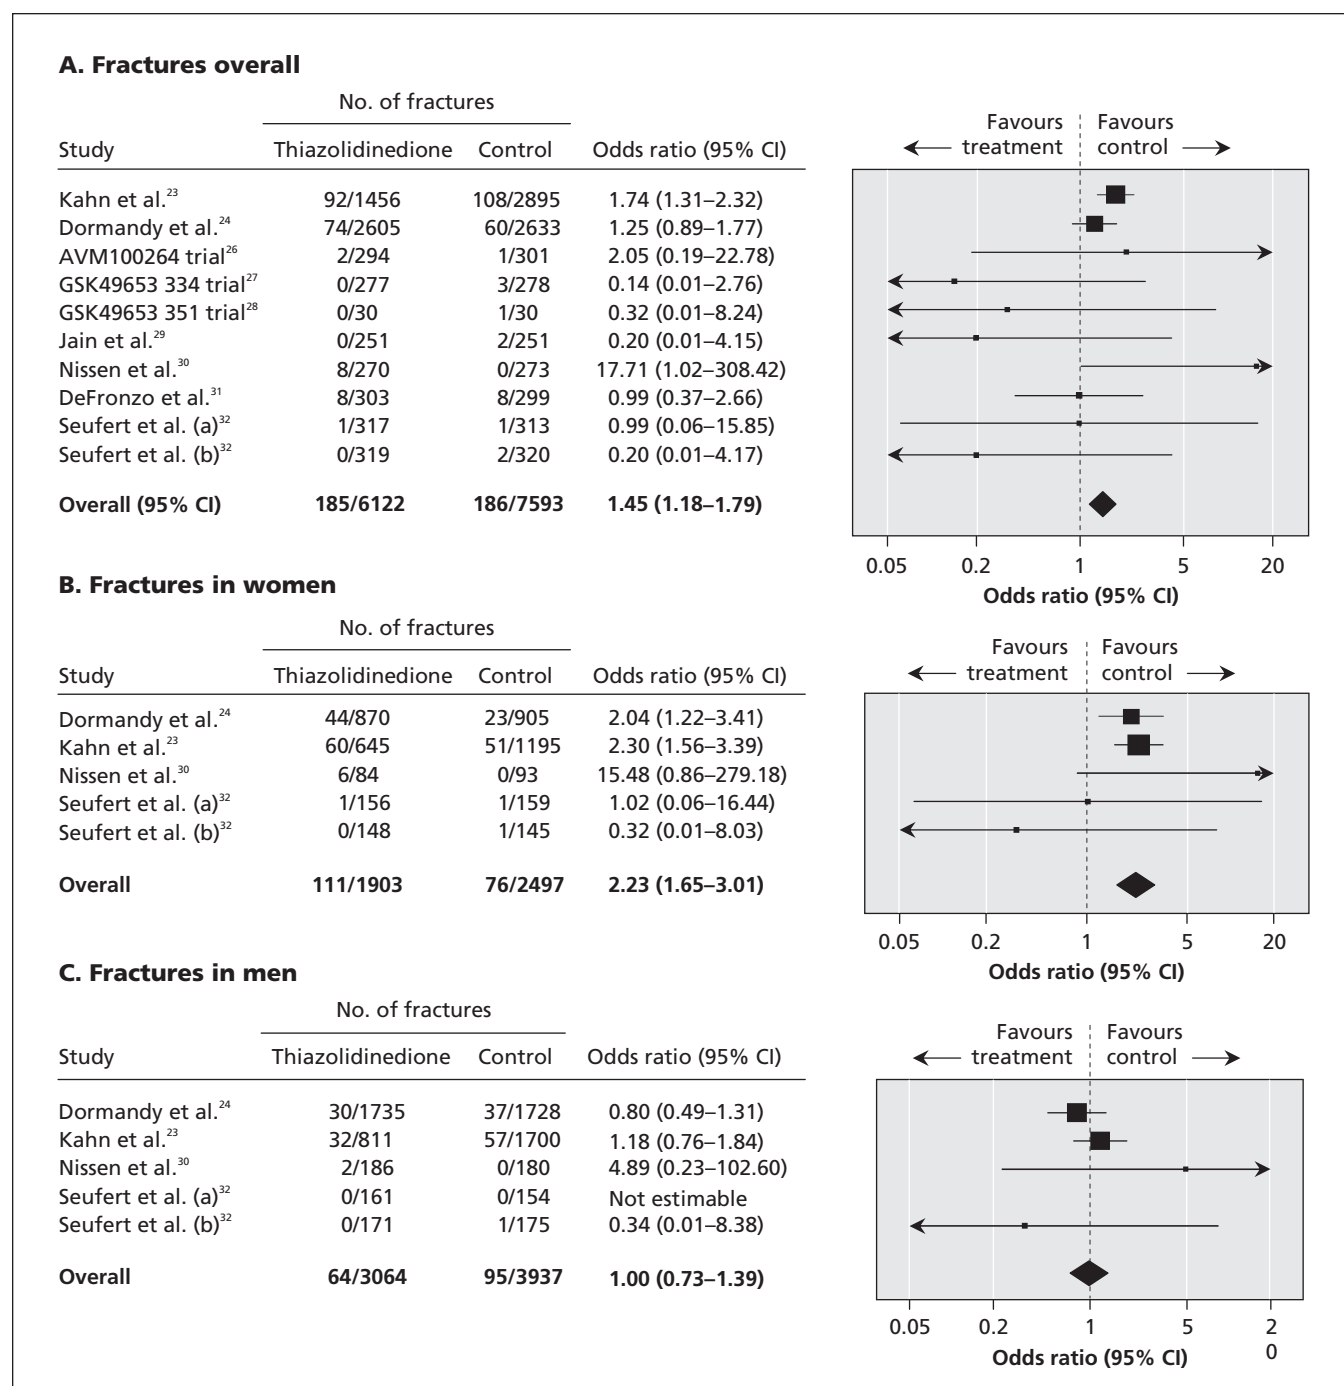 A. Fractures overall
No. of fractures
Study Thiazolidinedione Control Odds ratio (95% CI)
Favours treatment Favours control
Kahn et al.23 92/1456 108/2895 1.74 (1.31–2.32)
Dormandy et al.24 74/2605 60/2633 1.25 (0.89–1.77)
AVM100264 trial26 2/294 1/301 2.05 (0.19–22.78)
GSK49653 334 trial27 0/277 3/278 0.14 (0.01–2.76)
GSK49653 351 trial28 0/30 1/30 0.32 (0.01–8.24)
Jain et al.29 0/251 2/251 0.20 (0.01–4.15)
Nissen et al.30 8/270 0/273 17.71 (1.02–308.42)
DeFronzo et al.31 8/303 8/299 0.99 (0.37–2.66)
Seufert et al. (a)32 1/317 1/313 0.99 (0.06–15.85)
Seufert et al. (b)32 0/319 2/320 0.20 (0.01–4.17)
Overall (95% CI) 185/6122 186/7593 1.45 (1.18–1.79)
0.05 0.2 1 5 20
Odds ratio (95% CI)
B. Fractures in women
No. of fractures
Study Thiazolidinedione Control Odds ratio (95% CI)
Favours treatment Favours control
Dormandy et al.24 44/870 23/905 2.04 (1.22–3.41)
Kahn et al.23 60/645 51/1195 2.30 (1.56–3.39)
Nissen et al.30 6/84 0/93 15.48 (0.86–279.18)
Seufert et al. (a)32 1/156 1/159 1.02 (0.06–16.44)
Seufert et al. (b)32 0/148 1/145 0.32 (0.01–8.03)
Overall 111/1903 76/2497 2.23 (1.65–3.01)
0.05 0.2 1 5 20
Odds ratio (95% CI)
C. Fractures in men
No. of fractures
Study Thiazolidinedione Control Odds ratio (95% CI)
Favours treatment Favours control
Dormandy et al.24 30/1735 37/1728 0.80 (0.49–1.31)
Kahn et al.23 32/811 57/1700 1.18 (0.76–1.84)
Nissen et al.30 2/186 0/180 4.89 (0.23–102.60)
Seufert et al. (a)32 0/161 0/154 Not estimable
Seufert et al. (b)32 0/171 1/175 0.34 (0.01–8.38)
Overall 64/3064 95/3937 1.00 (0.73–1.39)
0.05 0.2 1 5 2
0
Odds ratio (95% CI)